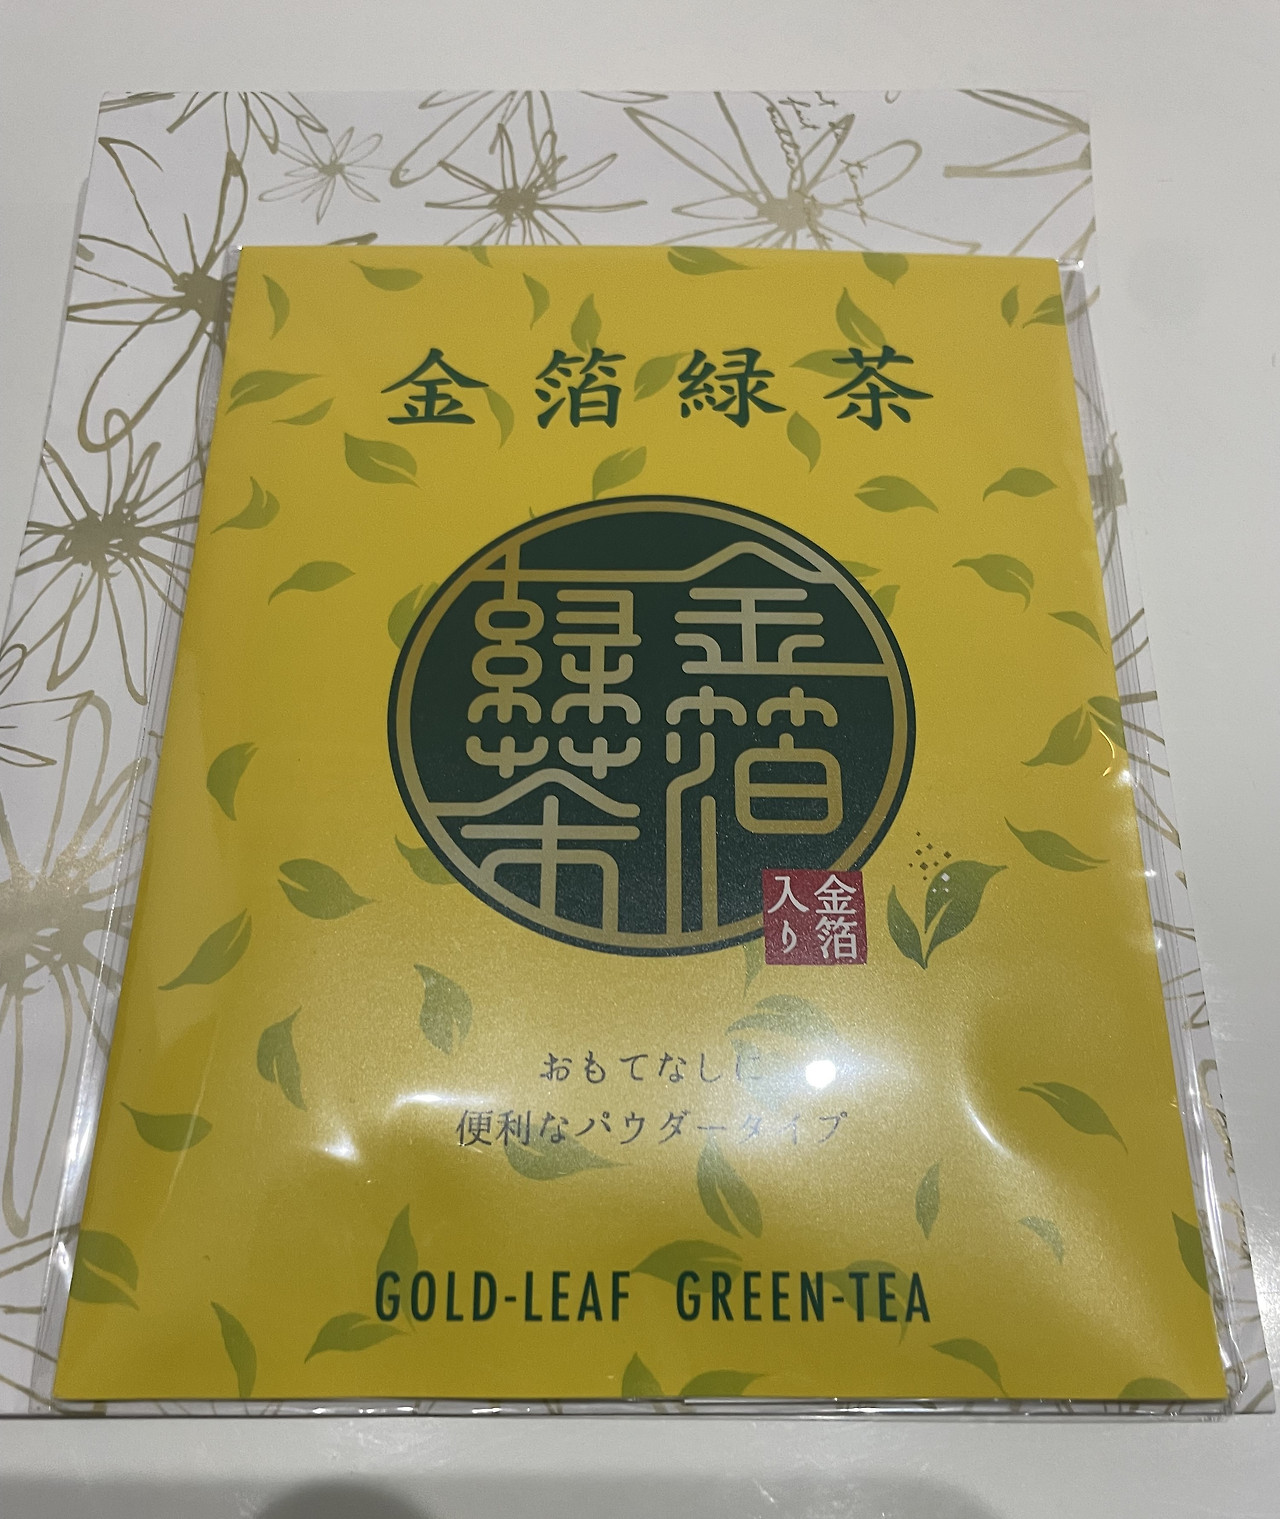 金箔緑茶
金箔
緑茶
金箔
入り
おもてなしに
便利なパウダータイプ
GOLD-LEAF GREEN-TEA